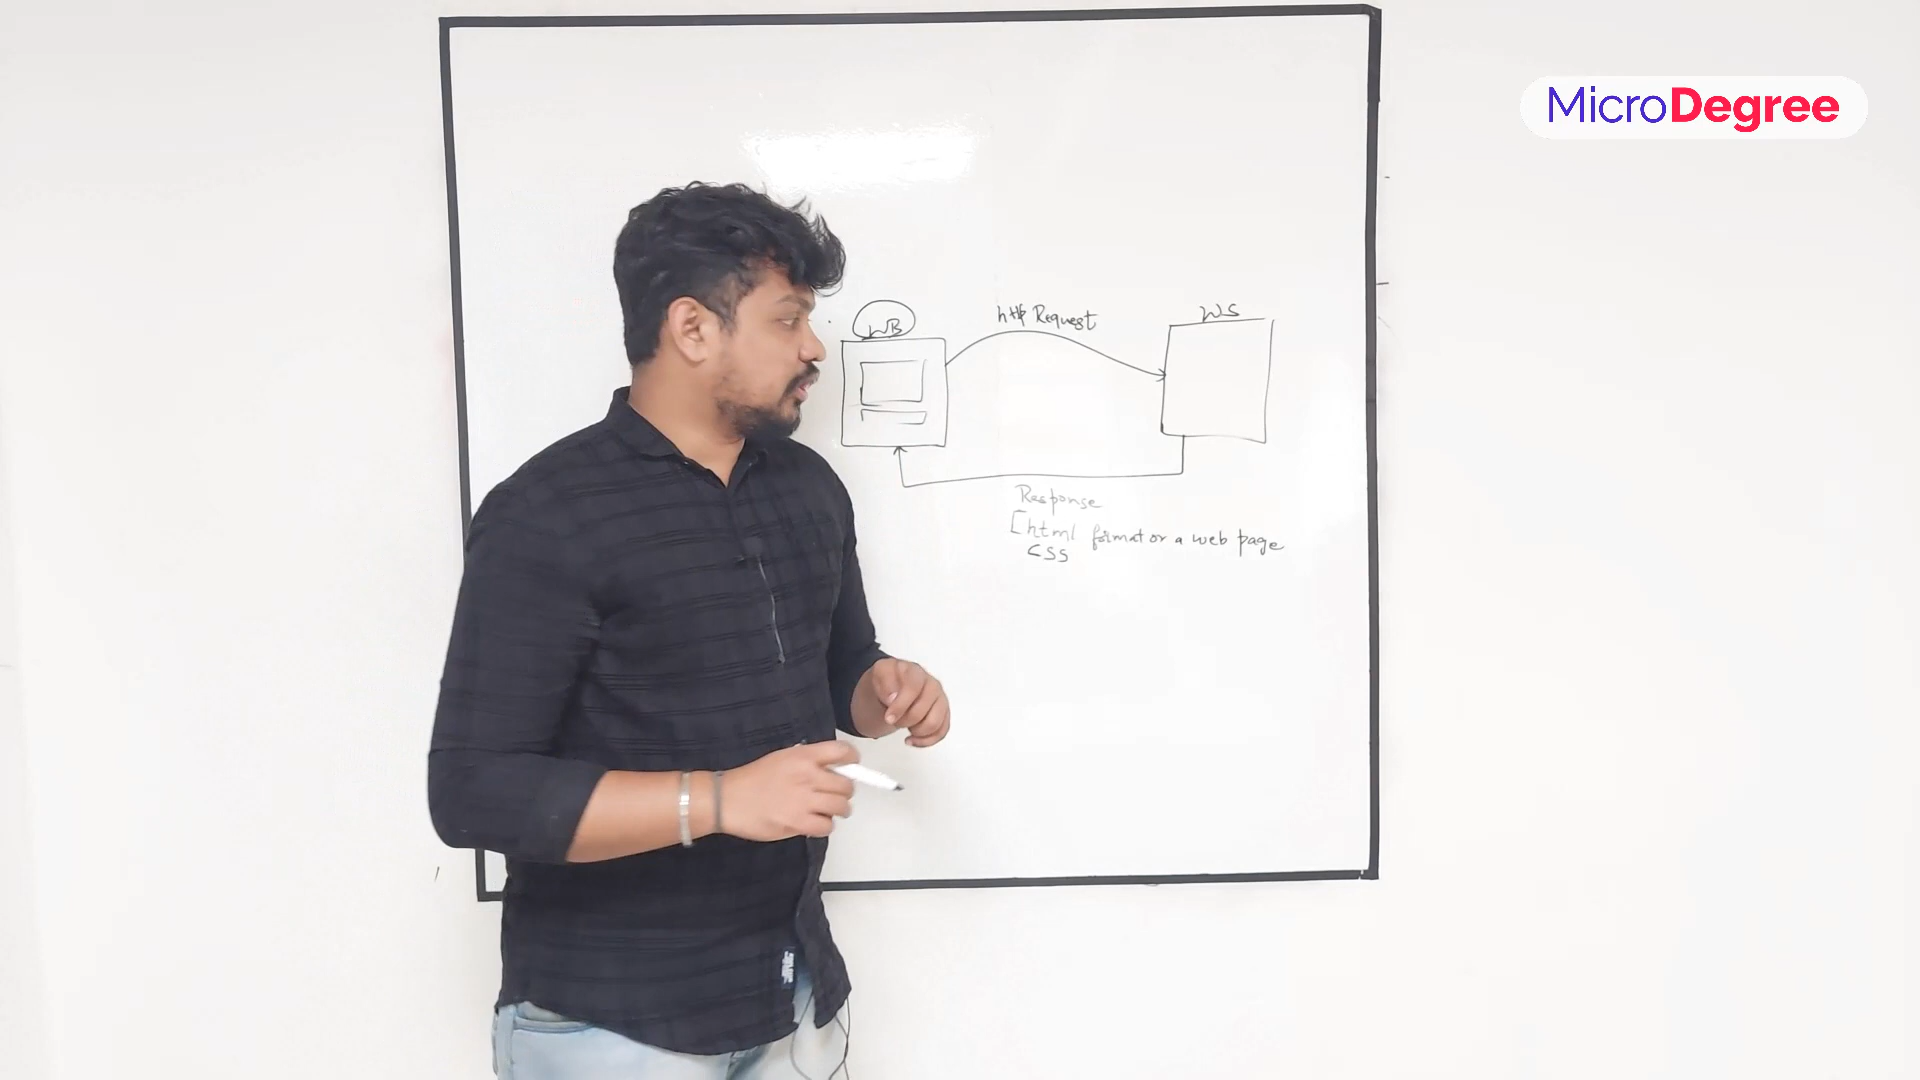 MicroDegree
WB
http Request
WS
Response
[html format or a web page
CSS